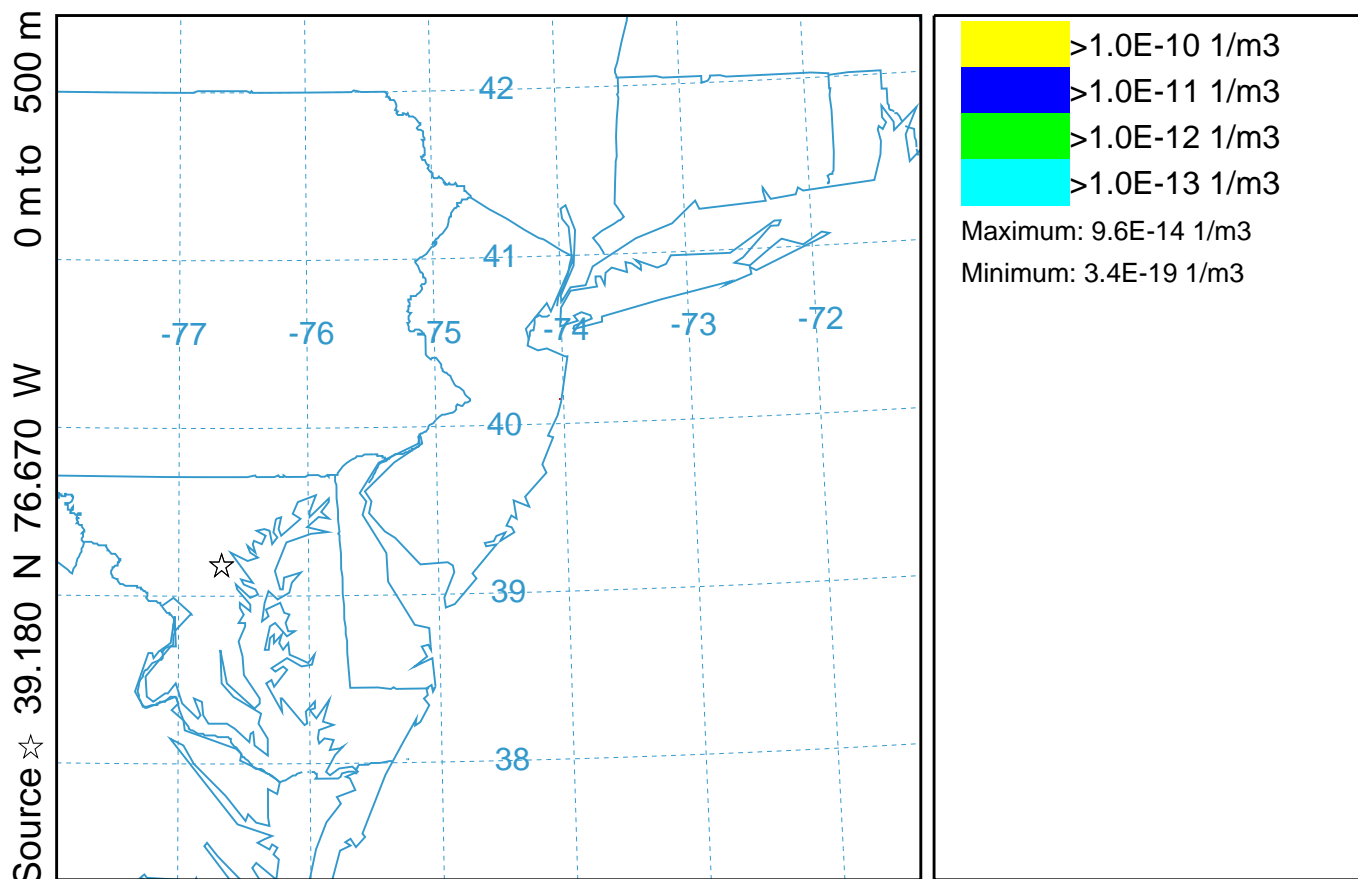 Source ☆ 39.180 N 76.670 W 0 m to 500 m
42
41
-77 -76 -75 -74 -73 -72
40
39
38
>1.0E-10 1/m3
>1.0E-11 1/m3
>1.0E-12 1/m3
>1.0E-13 1/m3
Maximum: 9.6E-14 1/m3
Minimum: 3.4E-19 1/m3